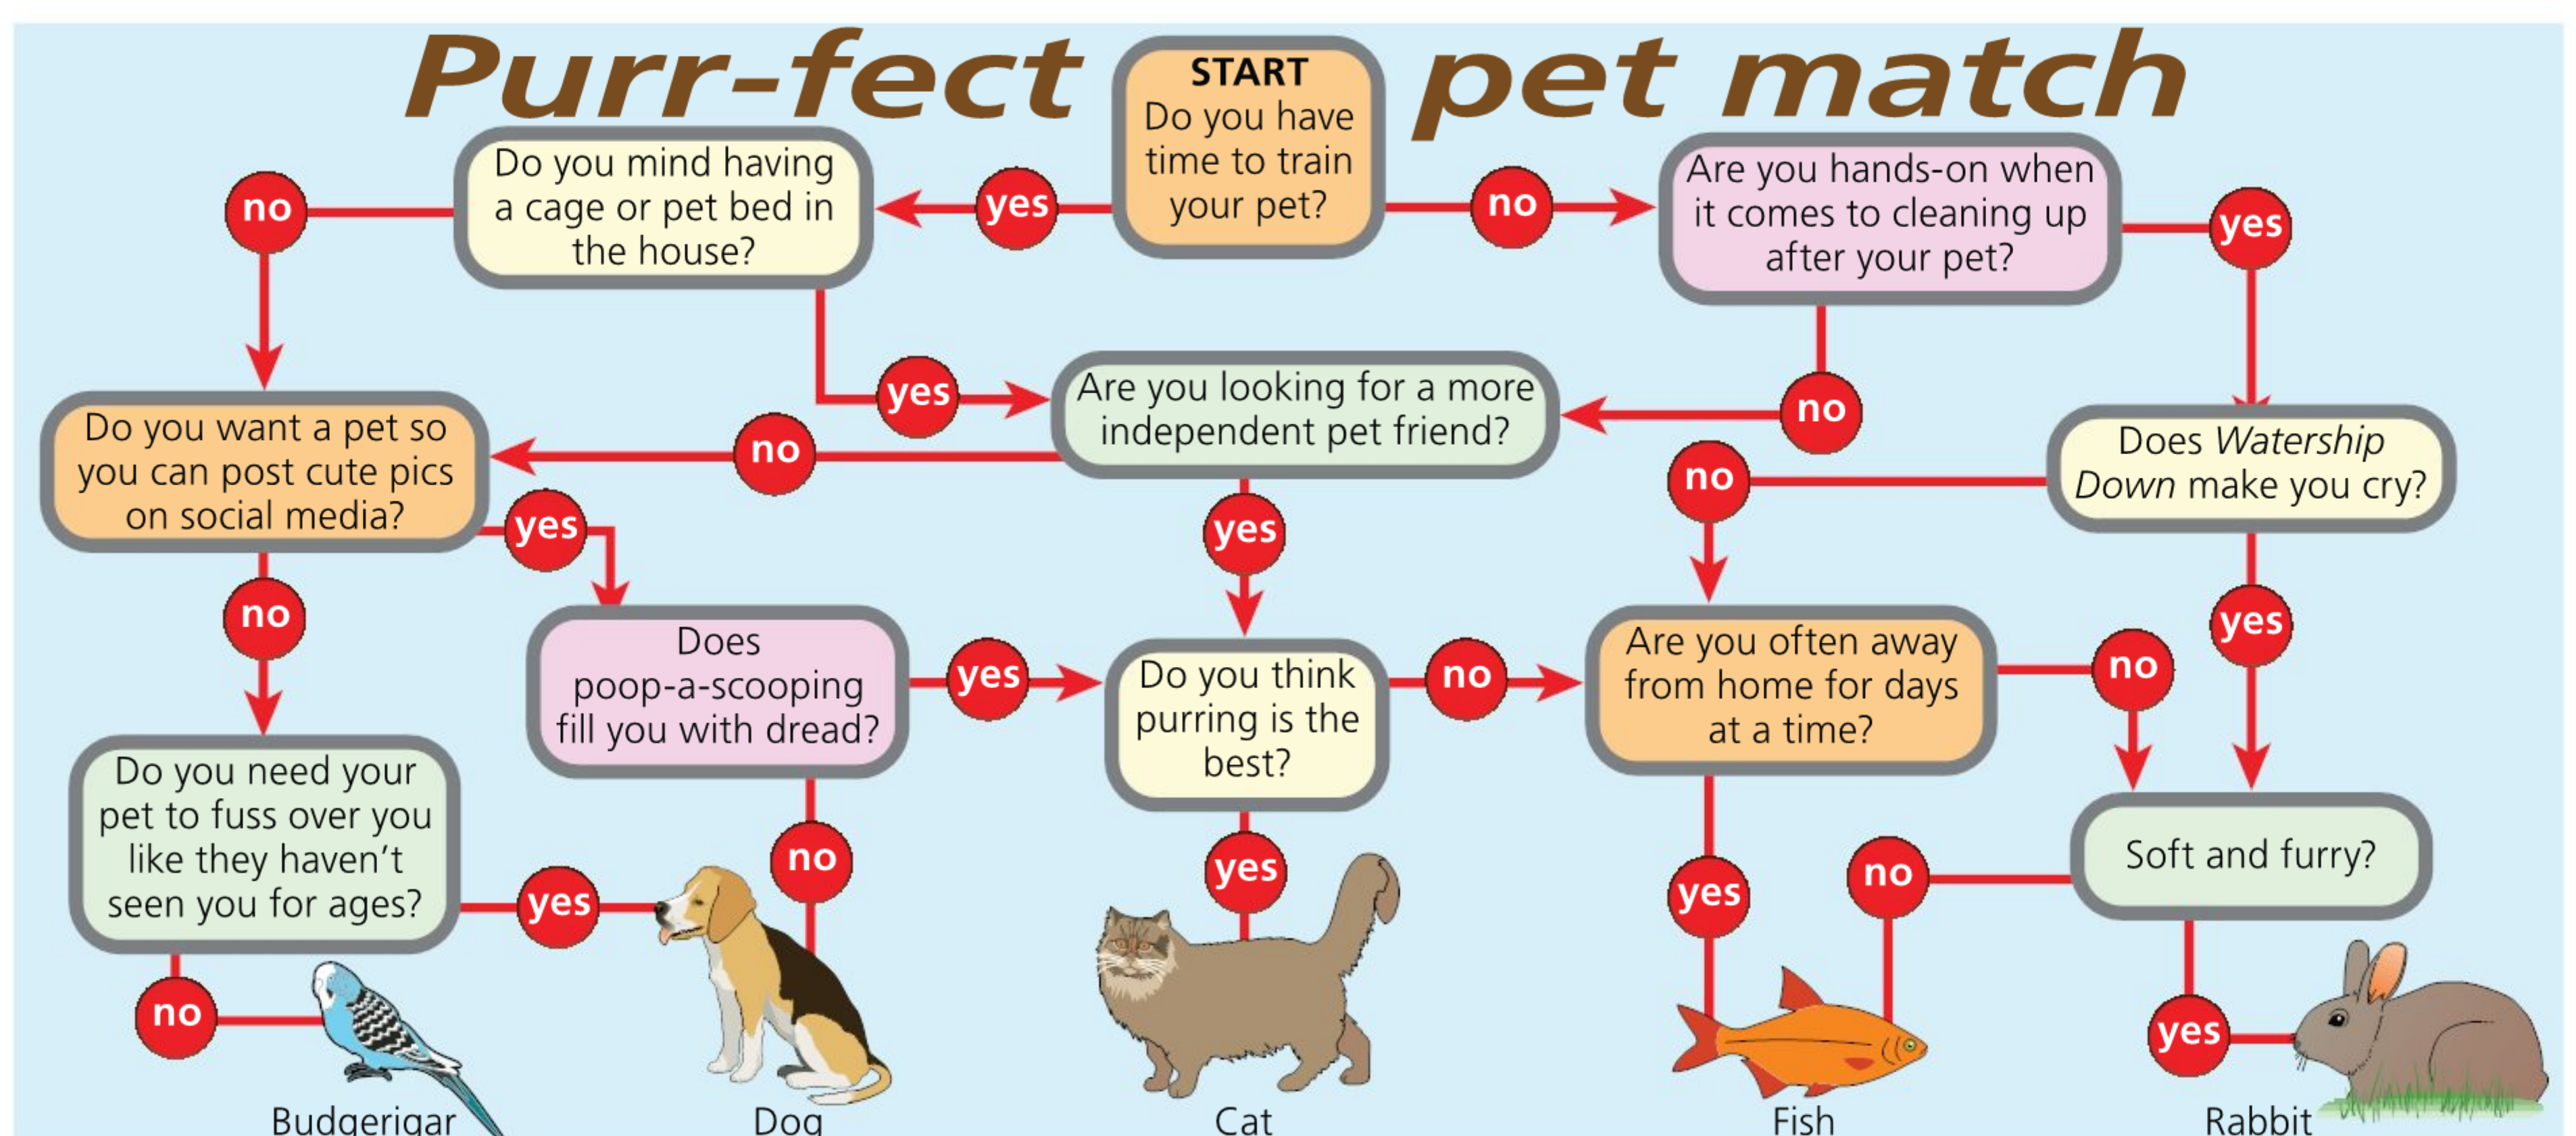 Purr-fect pet match
START
Do you have
time to train
your pet?
yes
no
Do you mind having
a cage or pet bed in
the house?
no
yes
Are you hands-on when
it comes to cleaning up
after your pet?
yes
no
Are you looking for a more
independent pet friend?
no
yes
Does Watership
Down make you cry?
no
yes
Do you want a pet so
you can post cute pics
on social media?
yes
no
Does
poop-a-scooping
fill you with dread?
yes
no
Do you think
purring is the
best?
no
yes
Are you often away
from home for days
at a time?
no
yes
Do you need your
pet to fuss over you
like they haven't
seen you for ages?
yes
no
Soft and furry?
no
yes
Budgerigar
Dog
Cat
Fish
Rabbit